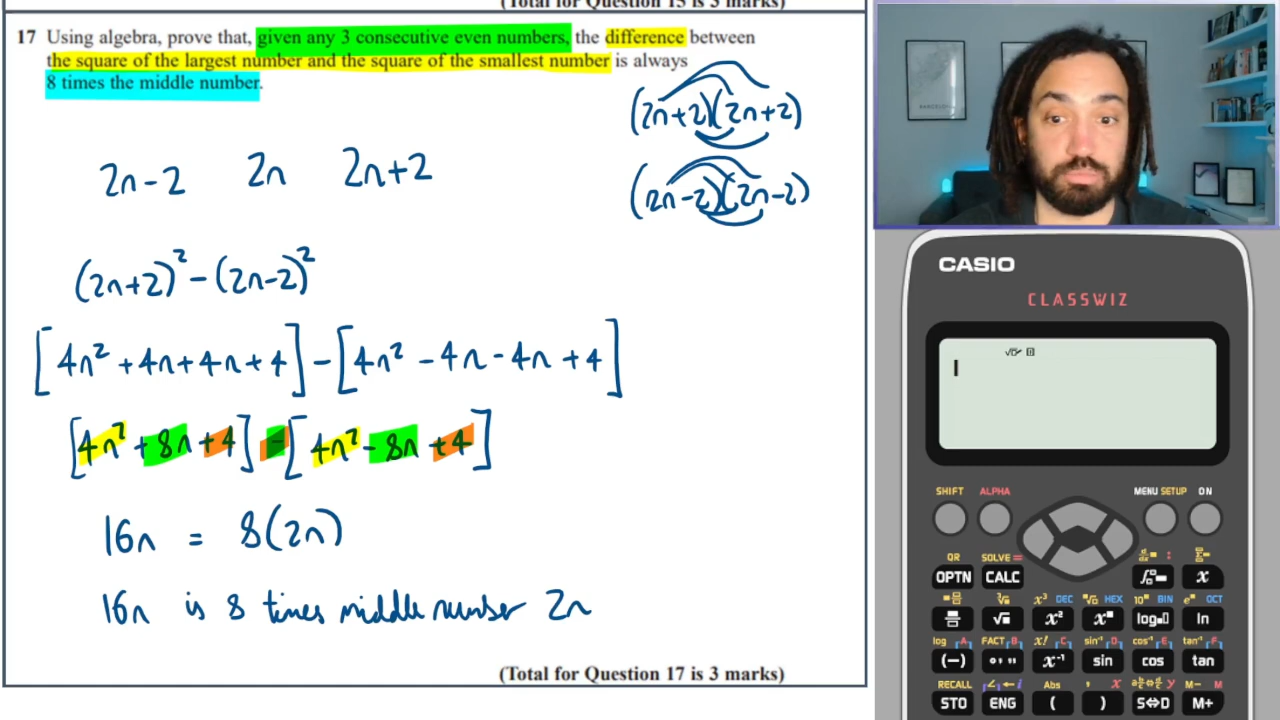 (Total for Question 15 is 3 marks)
17 Using algebra, prove that, given any 3 consecutive even numbers, the difference between
the square of the largest number and the square of the smallest number is always
8 times the middle number.
(2n+2)(2n+2)
(2n-2)(2n-2)
2n-2 2n 2n+2
(2n+2)² - (2n-2)²
[4n² + 4n + 4n + 4] - [4n² - 4n - 4n + 4]
[4n² + 8n + 4] - [4n² - 8n + 4]
16n = 8(2n)
16n is 8 times middle number 2n
(Total for Question 17 is 3 marks)
BARCELONA
CASIO
CLASSWIZ
SHIFT ALPHA MENU SETUP ON
QR SOLVE =
OPTN CALC x
x³ DEC HEX 10ˣ BIN eˣ OCT
x² log ln
log A FACT B x! C sin⁻¹ D cos⁻¹ E tan⁻¹ F
(−) x⁻¹ sin cos tan
RECALL ∠ i Abs , x y M− M
STO ENG ( ) S⇔D M+